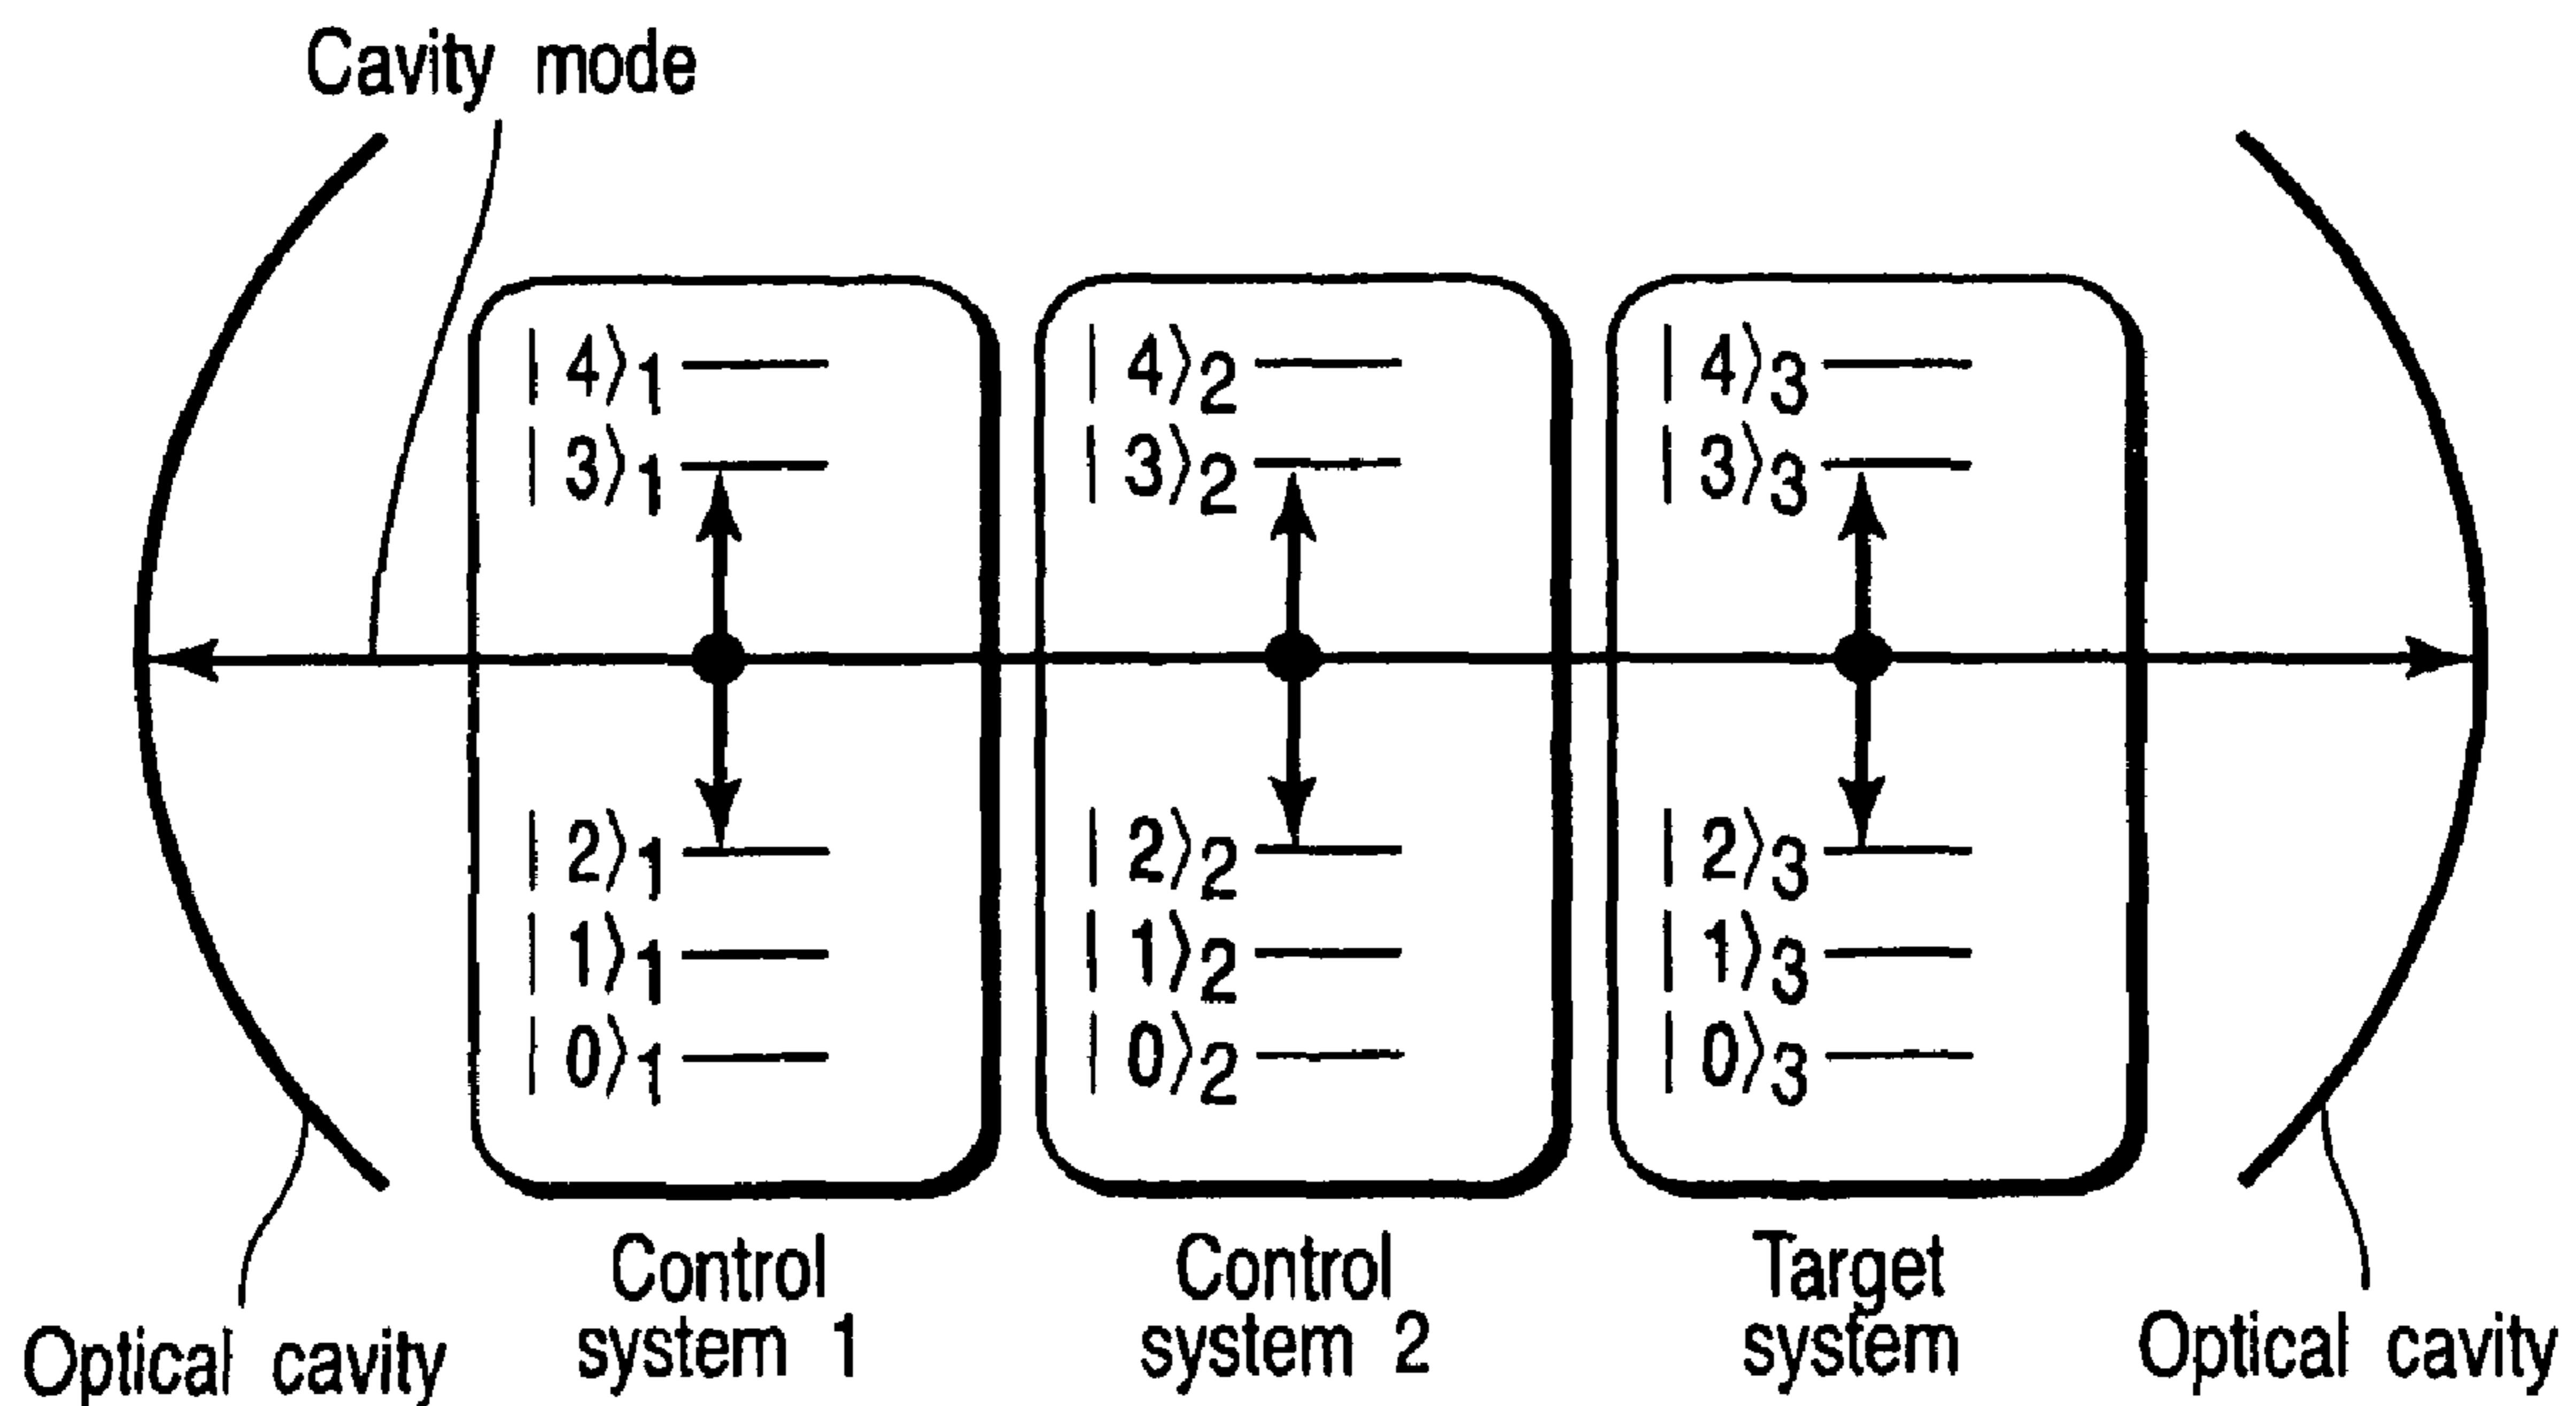 Cavity mode
|4⟩1 |4⟩2 |4⟩3
|3⟩1 |3⟩2 |3⟩3
|2⟩1 |2⟩2 |2⟩3
|1⟩1 |1⟩2 |1⟩3
|0⟩1 |0⟩2 |0⟩3
Control
system 1
Control
system 2
Target
system
Optical cavity
Optical cavity